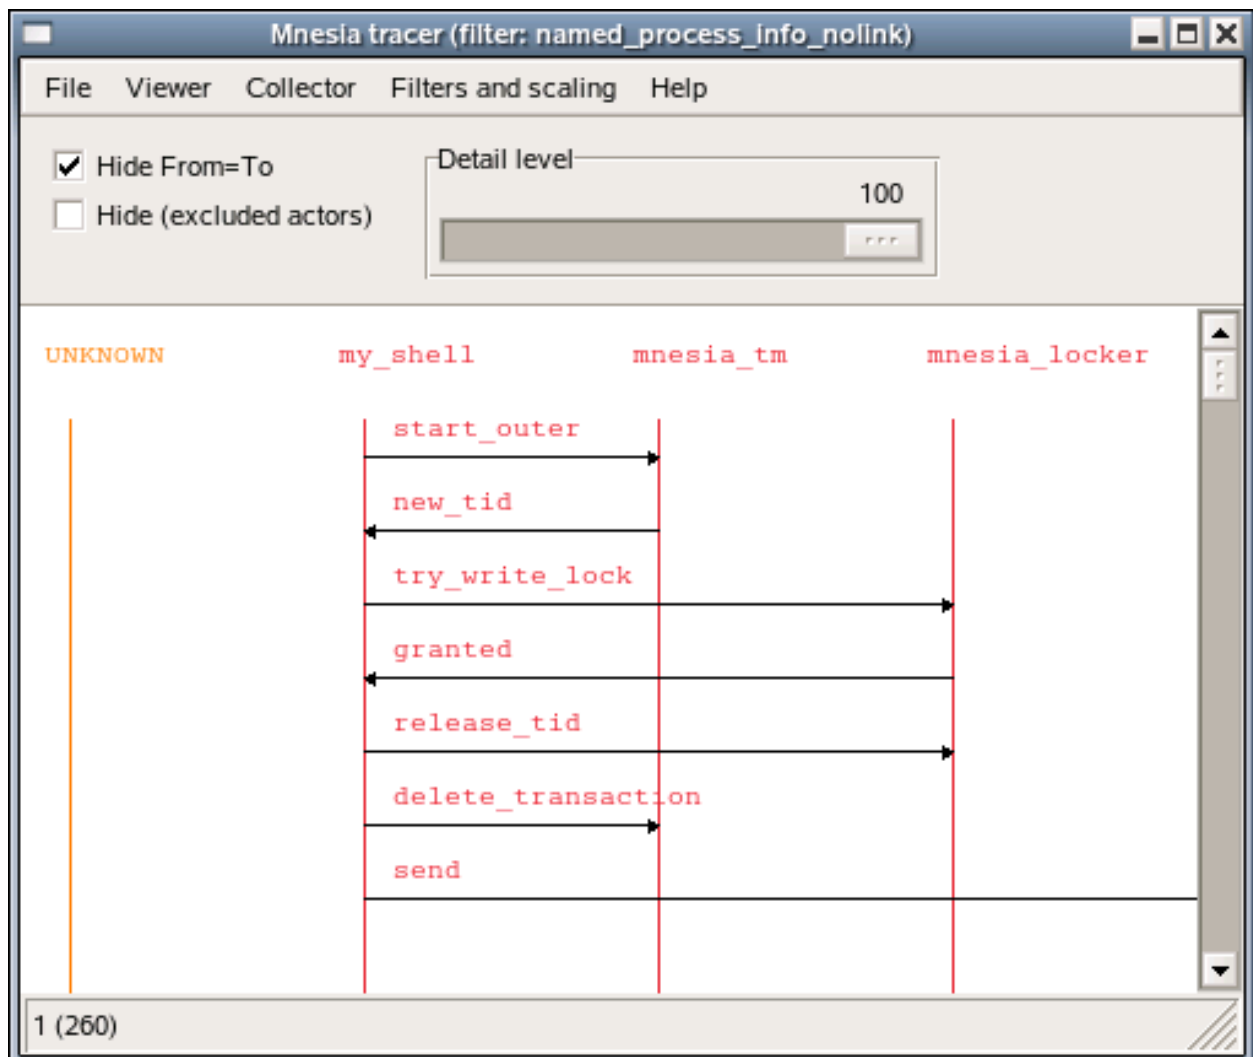 Mnesia tracer (filter: named_process_info_nolink)
File Viewer Collector Filters and scaling Help
Hide From=To
Hide (excluded actors)
Detail level
100
UNKNOWN my_shell mnesia_tm mnesia_locker
start_outer
new_tid
try_write_lock
granted
release_tid
delete_transaction
send
1 (260)